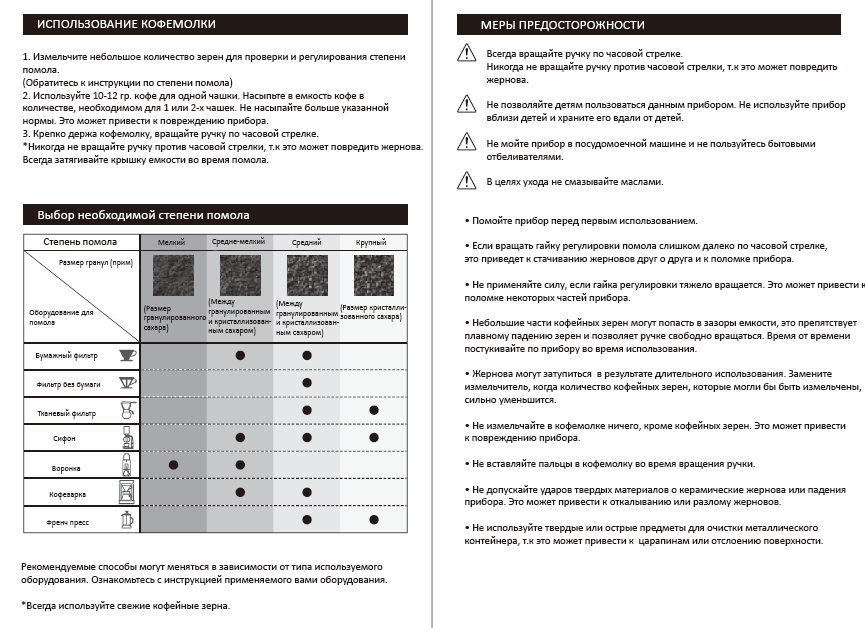 ИСПОЛЬЗОВАНИЕ КОФЕМОЛКИ
1. Измельчите небольшое количество зерен для проверки и регулирования степени
помола.
(Обратитесь к инструкции по степени помола)
2. Используйте 10-12 гр. кофе для одной чашки. Насыпьте в емкость кофе в
количестве, необходимом для 1 или 2-х чашек. Не насыпайте больше указанной
нормы. Это может привести к повреждению прибора.
3. Крепко держа кофемолку, вращайте ручку по часовой стрелке.
*Никогда не вращайте ручку против часовой стрелки, т.к это может повредить жернова.
Всегда затягивайте крышку емкости во время помола.
Выбор необходимой степени помола
Степень помола
Мелкий
Средне-мелкий
Средний
Крупный
Размер гранул (прим)
Оборудование для
помола
(Размер
гранулированного
сахара)
(Между
гранулированным
и кристаллизован-
ным сахаром)
(Между
гранулированным
и кристаллизован-
ным сахаром)
(Размер кристалли-
зованного сахара)
Бумажный фильтр
Фильтр без бумаги
Тканевый фильтр
Сифон
Воронка
Кофеварка
Френч пресс
Рекомендуемые способы могут меняться в зависимости от типа используемого
оборудования. Ознакомьтесь с инструкцией применяемого вами оборудования.
*Всегда используйте свежие кофейные зерна.
МЕРЫ ПРЕДОСТОРОЖНОСТИ
Всегда вращайте ручку по часовой стрелке.
Никогда не вращайте ручку против часовой стрелки, т.к это может повредить
жернова.
Не позволяйте детям пользоваться данным прибором. Не используйте прибор
вблизи детей и храните его вдали от детей.
Не мойте прибор в посудомоечной машине и не пользуйтесь бытовыми
отбеливателями.
В целях ухода не смазывайте маслами.
• Помойте прибор перед первым использованием.
• Если вращать гайку регулировки помола слишком далеко по часовой стрелке,
это приведет к стачиванию жерновов друг о друга и к поломке прибора.
• Не применяйте силу, если гайка регулировки тяжело вращается. Это может привести к
поломке некоторых частей прибора.
• Небольшие части кофейных зерен могут попасть в зазоры емкости, это препятствует
плавному падению зерен и позволяет ручке свободно вращаться. Время от времени
постукивайте по прибору во время использования.
• Жернова могут затупиться в результате длительного использования. Замените
измельчитель, когда количество кофейных зерен, которые могли бы быть измельчены,
сильно уменьшится.
• Не измельчайте в кофемолке ничего, кроме кофейных зерен. Это может привести
к повреждению прибора.
• Не вставляйте пальцы в кофемолку во время вращения ручки.
• Не допускайте ударов твердых материалов о керамические жернова или падения
прибора. Это может привести к откалыванию или разлому жерновов.
• Не используйте твердые или острые предметы для очистки металлического
контейнера, т.к это может привести к царапинам или отслоению поверхности.